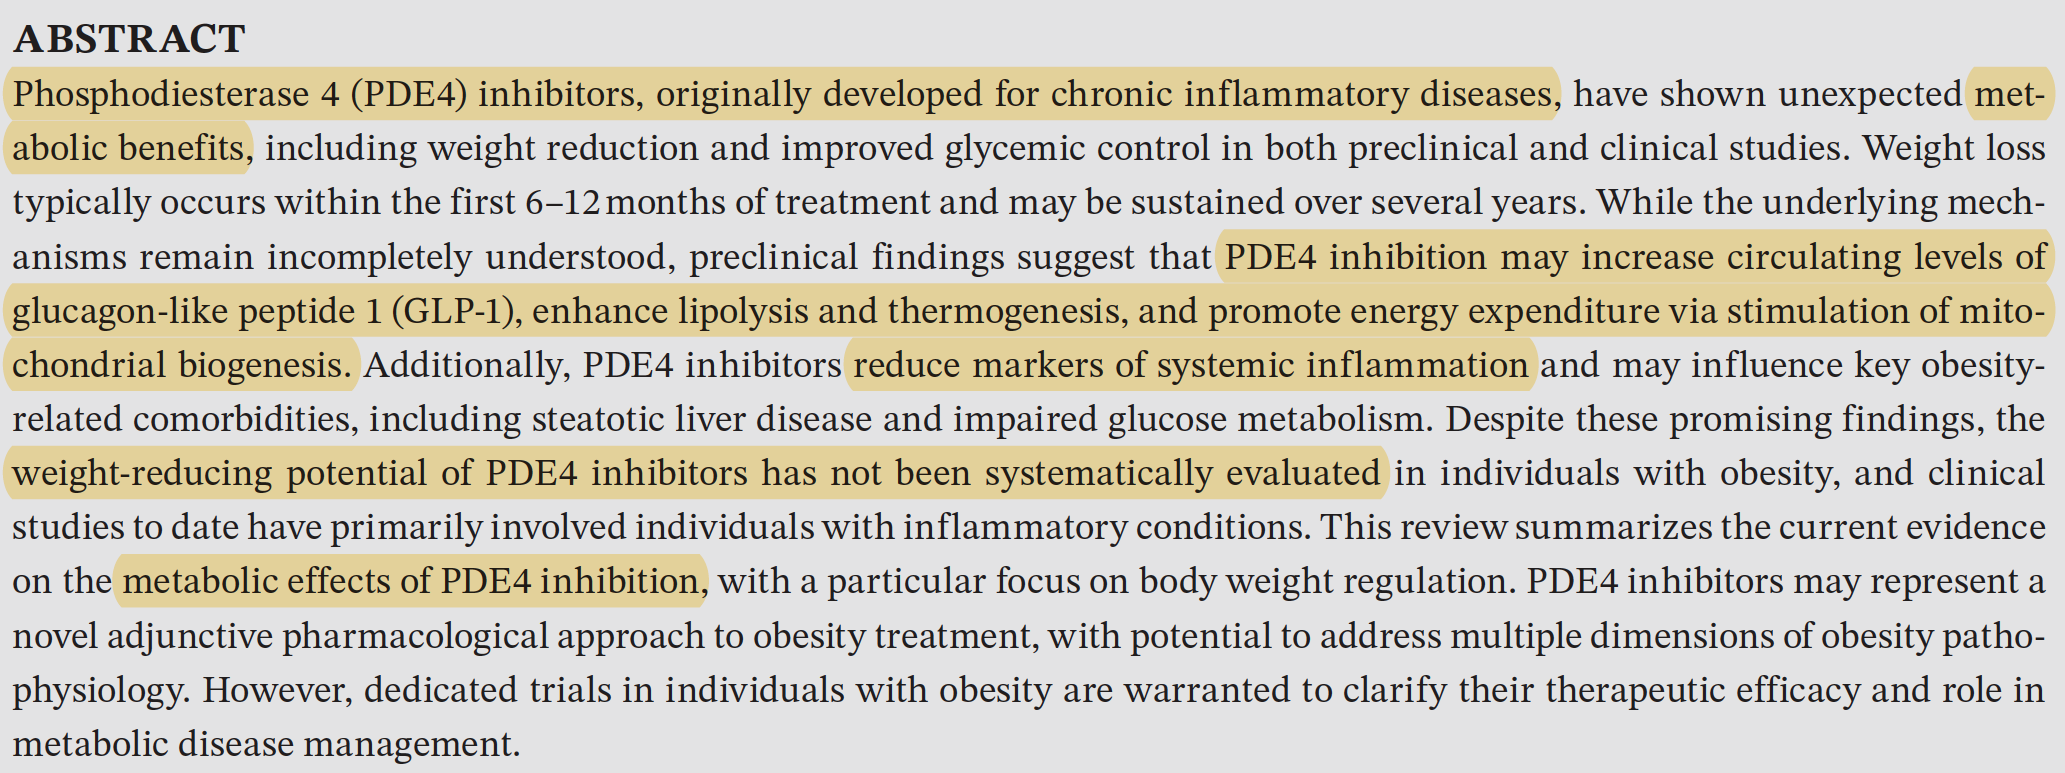 ABSTRACT
Phosphodiesterase 4 (PDE4) inhibitors, originally developed for chronic inflammatory diseases, have shown unexpected met-
abolic benefits, including weight reduction and improved glycemic control in both preclinical and clinical studies. Weight loss
typically occurs within the first 6–12 months of treatment and may be sustained over several years. While the underlying mech-
anisms remain incompletely understood, preclinical findings suggest that PDE4 inhibition may increase circulating levels of
glucagon-like peptide 1 (GLP-1), enhance lipolysis and thermogenesis, and promote energy expenditure via stimulation of mito-
chondrial biogenesis. Additionally, PDE4 inhibitors reduce markers of systemic inflammation and may influence key obesity-
related comorbidities, including steatotic liver disease and impaired glucose metabolism. Despite these promising findings, the
weight-reducing potential of PDE4 inhibitors has not been systematically evaluated in individuals with obesity, and clinical
studies to date have primarily involved individuals with inflammatory conditions. This review summarizes the current evidence
on the metabolic effects of PDE4 inhibition, with a particular focus on body weight regulation. PDE4 inhibitors may represent a
novel adjunctive pharmacological approach to obesity treatment, with potential to address multiple dimensions of obesity patho-
physiology. However, dedicated trials in individuals with obesity are warranted to clarify their therapeutic efficacy and role in
metabolic disease management.